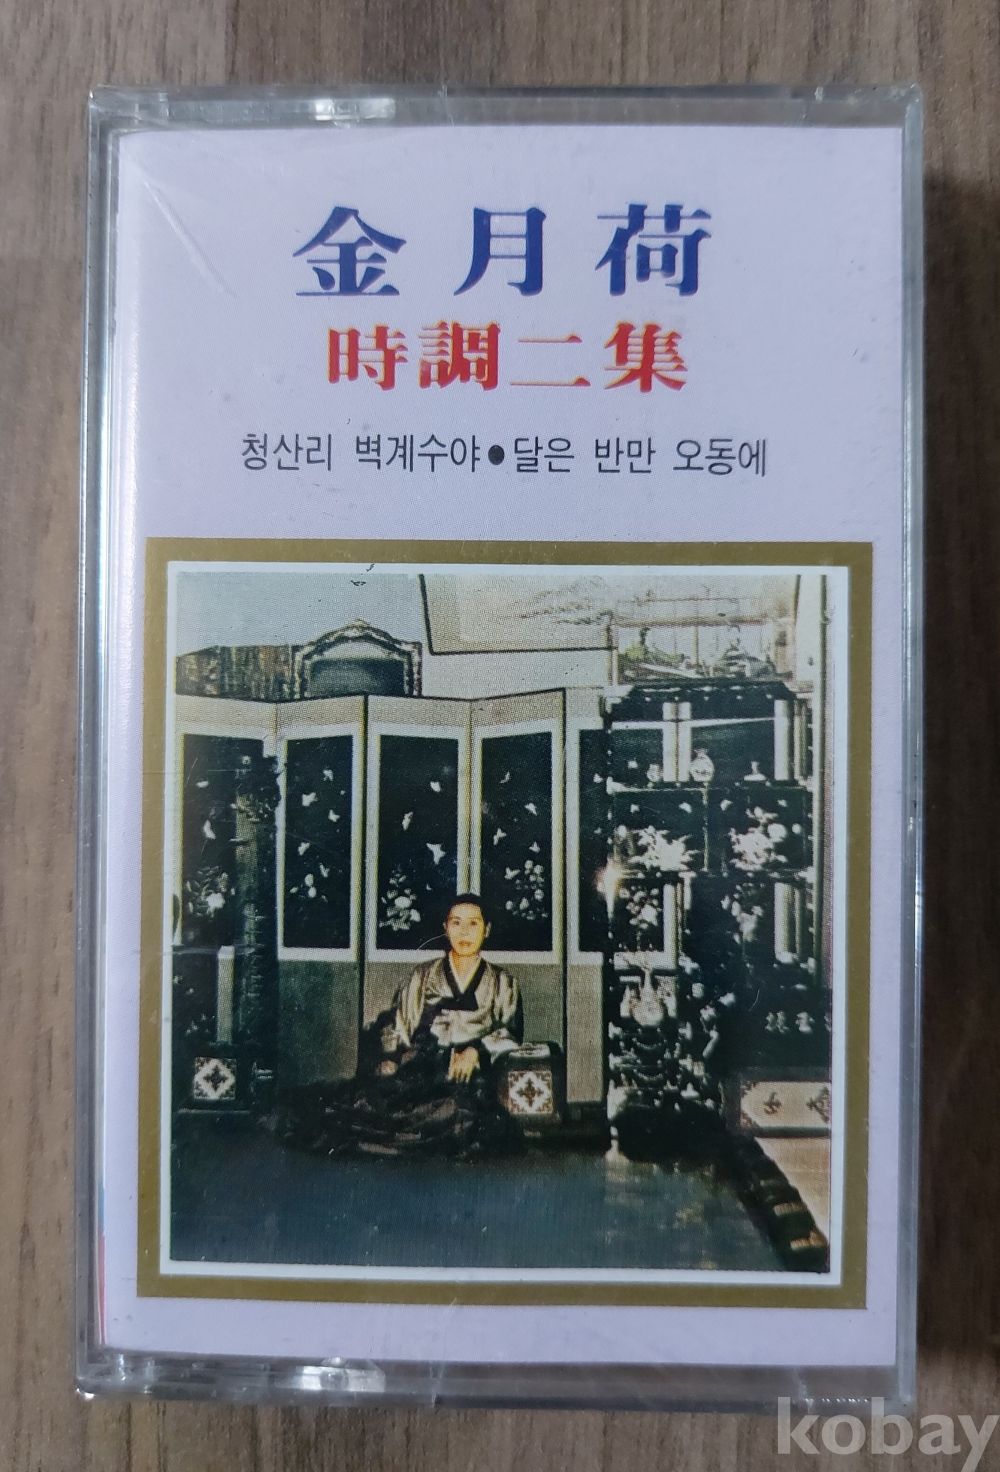 金月荷
時調二集
청산리 벽계수야●달은 반만 오동에
kobay